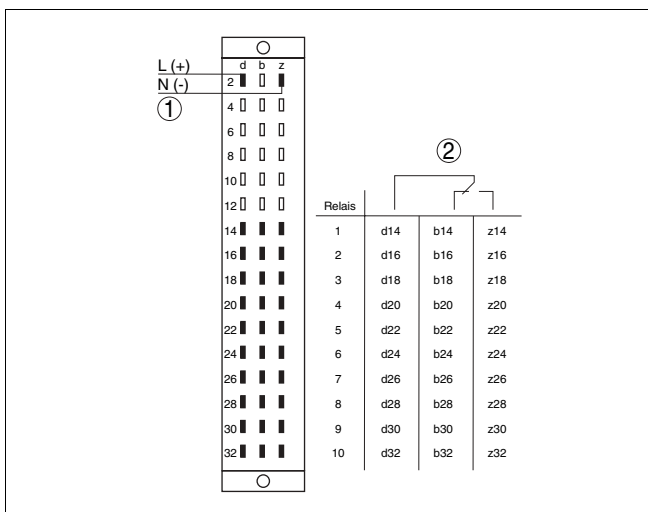 L (+)
N (-)
①
d b z
2
4
6
8
10
12
14
16
18
20
22
24
26
28
30
32
②
Relais
1 d14 b14 z14
2 d16 b16 z16
3 d18 b18 z18
4 d20 b20 z20
5 d22 b22 z22
6 d24 b24 z24
7 d26 b26 z26
8 d28 b28 z28
9 d30 b30 z30
10 d32 b32 z32